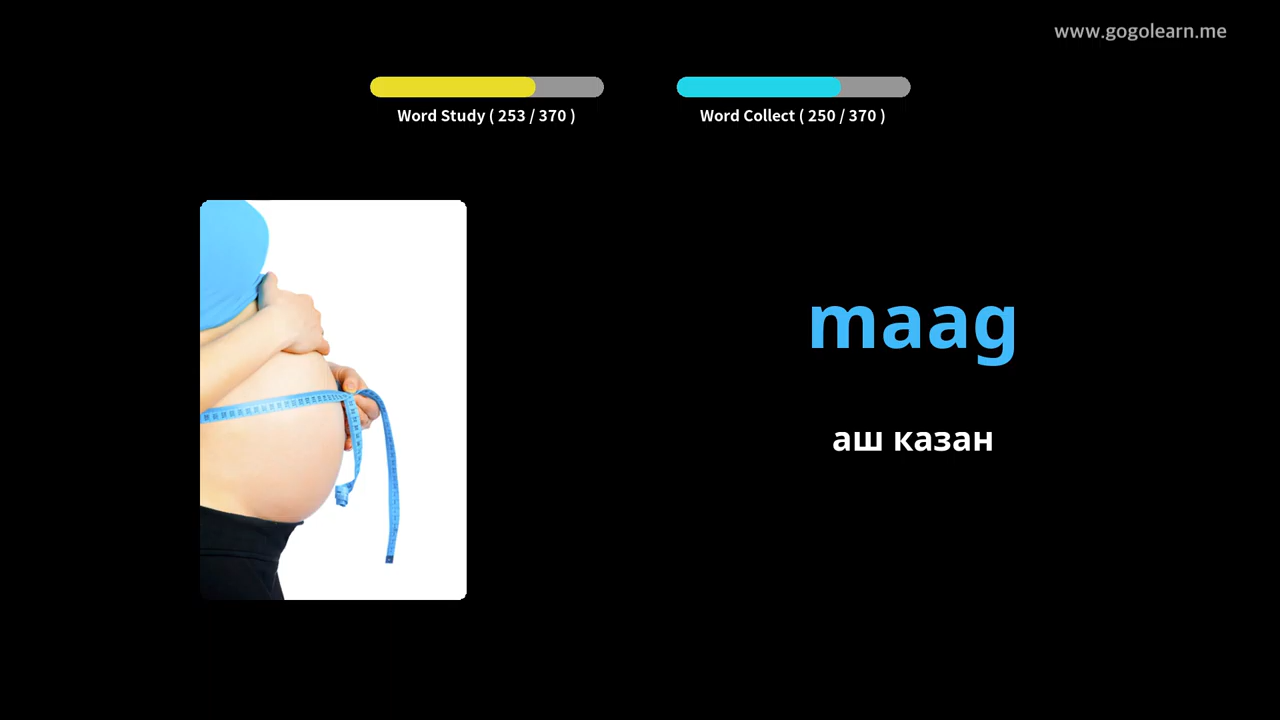 www.gogolearn.me
Word Study ( 253 / 370 )
Word Collect ( 250 / 370 )
maag
аш казан